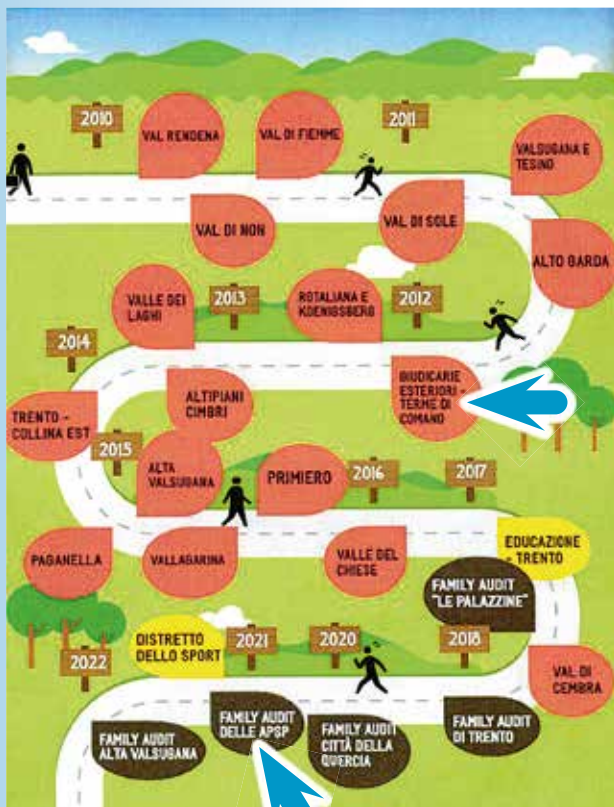 2010
VAL RENDENA
VAL DI FIEMME
2011
VALSUGANA E
TESINO
VAL DI NON
VAL DI SOLE
ALTO GARDA
VALLE DEI
LAGHI
2013
ROTALIANA E
KOENIGSBERG
2012
2014
GIUDICARIE
ESTERIORI -
TERME DI
COMANO
ALTIPIANI
CIMBRI
TRENTO -
COLLINA EST
2015
ALTA
VALSUGANA
PRIMIERO
2016
2017
PAGANELLA
VALLAGARINA
VALLE DEL
CHIESE
EDUCAZIONE
- TRENTO
FAMILY AUDIT
"LE PALAZZINE"
DISTRETTO
DELLO SPORT
2021
2020
2018
2022
VAL DI
CEMBRA
FAMILY AUDIT
ALTA VALSUGANA
FAMILY AUDIT
DELLE APSP
FAMILY AUDIT
CITTÀ DELLA
QUERCIA
FAMILY AUDIT
DI TRENTO